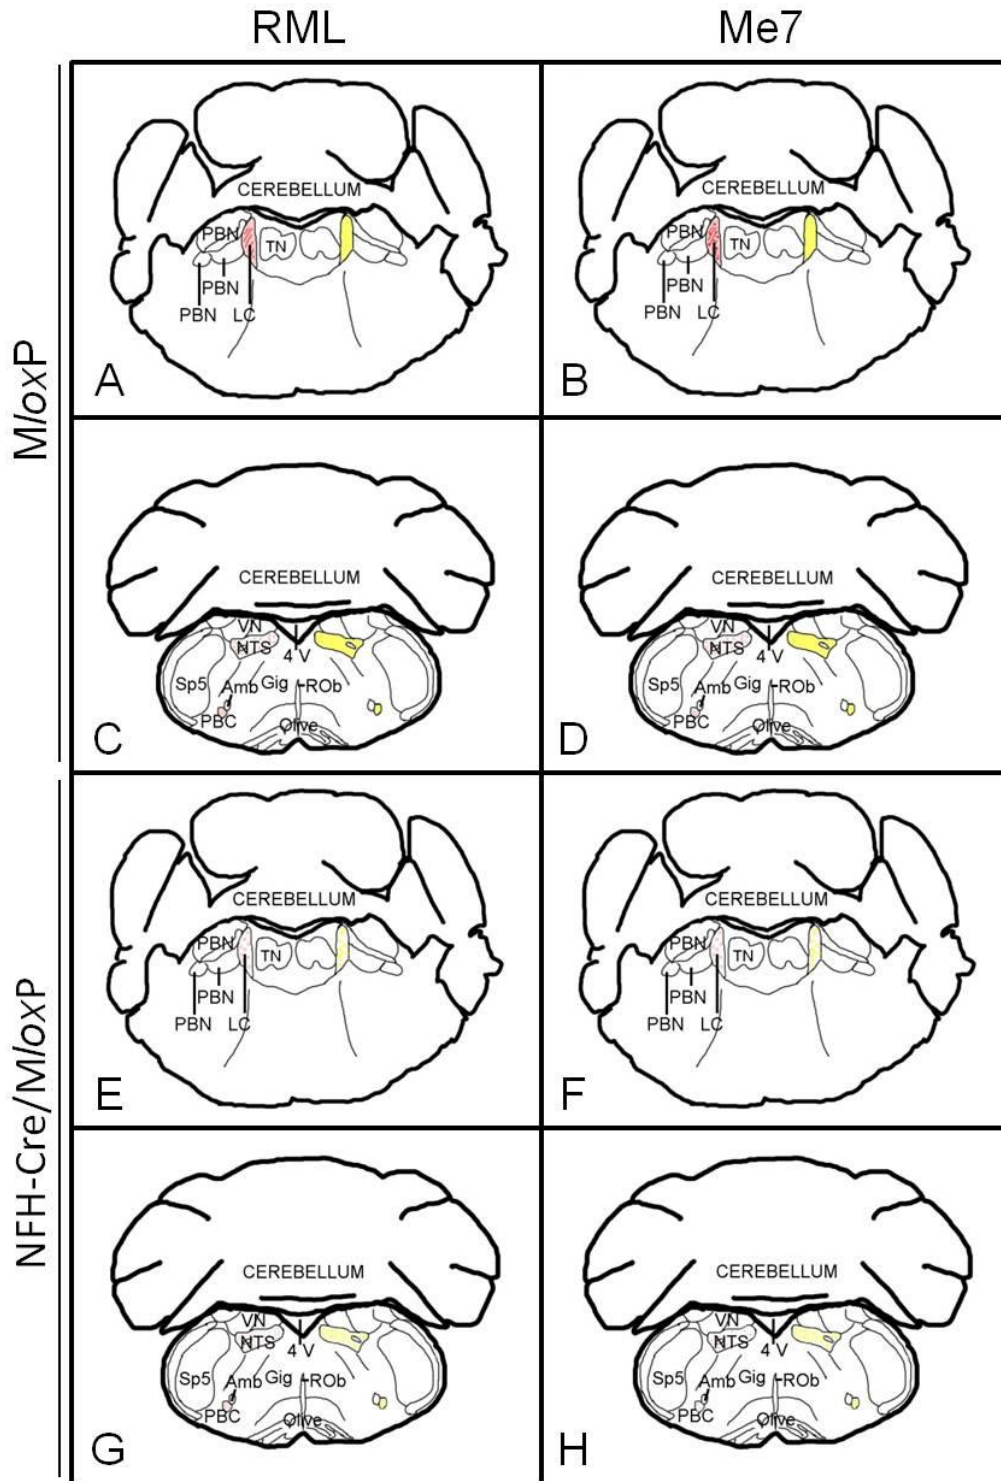 RML Me7
MloxP
CEREBELLUM
PBN TN
PBN
PBN LC
A
CEREBELLUM
PBN TN
PBN
PBN LC
B
CEREBELLUM
VN
NTS 4 V
Sp5 Amb Gig ROb
PBC Olive
C
CEREBELLUM
VN
NTS 4 V
Sp5 Amb Gig ROb
PBC Olive
D
NFH-Cre/MloxP
CEREBELLUM
PBN TN
PBN
PBN LC
E
CEREBELLUM
PBN TN
PBN
PBN LC
F
CEREBELLUM
VN
NTS 4 V
Sp5 Amb Gig ROb
PBC Olive
G
CEREBELLUM
VN
NTS 4 V
Sp5 Amb Gig ROb
PBC Olive
H